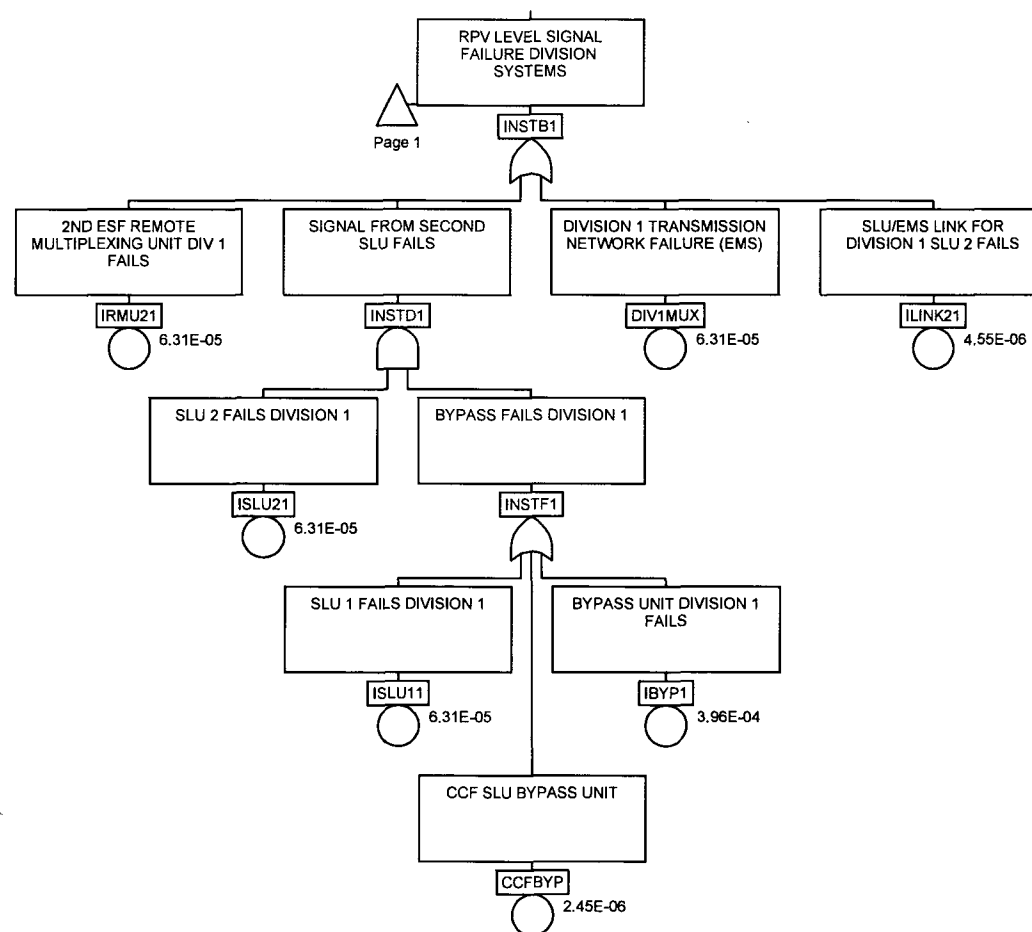 RPV LEVEL SIGNAL
FAILURE DIVISION
SYSTEMS
Page 1
INSTB1
2ND ESF REMOTE
MULTIPLEXING UNIT DIV 1
FAILS
SIGNAL FROM SECOND
SLU FAILS
DIVISION 1 TRANSMISSION
NETWORK FAILURE (EMS)
SLU/EMS LINK FOR
DIVISION 1 SLU 2 FAILS
IRMU21
6.31E-05
INSTD1
DIV1MUX
6.31E-05
ILINK21
4.55E-06
SLU 2 FAILS DIVISION 1
BYPASS FAILS DIVISION 1
ISLU21
6.31E-05
INSTF1
SLU 1 FAILS DIVISION 1
BYPASS UNIT DIVISION 1
FAILS
ISLU11
6.31E-05
IBYP1
3.96E-04
CCF SLU BYPASS UNIT
CCFBYP
2.45E-06